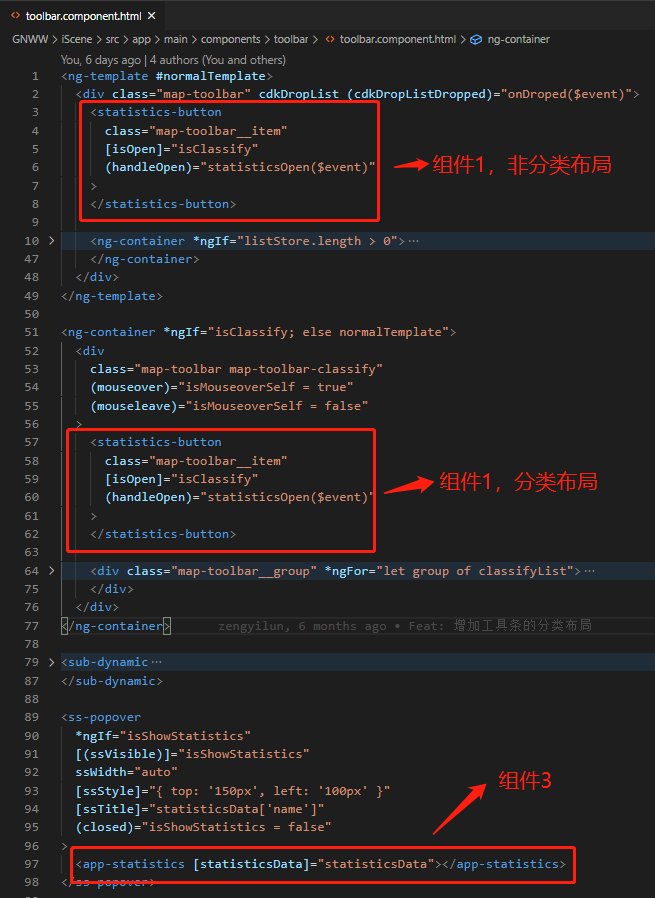 toolbar.component.html ×
GNWW > iScene > src > app > main > components > toolbar > <> toolbar.component.html > ng-container
You, 6 days ago | 4 authors (You and others)
1 <ng-template #normalTemplate>
2 <div class="map-toolbar" cdkDropList (cdkDropListDropped)="onDroped($event)">
3 <statistics-button
4 class="map-toolbar__item"
5 [isOpen]="isClassify"
6 (handleOpen)="statisticsOpen($event)"
组件1，非分类布局
7 >
8 </statistics-button>
9
10 > <ng-container *ngIf="listStore.length > 0">…
47 </ng-container>
48 </div>
49 </ng-template>
50
51 <ng-container *ngIf="isClassify; else normalTemplate">
52 <div
53 class="map-toolbar map-toolbar-classify"
54 (mouseover)="isMouseoverSelf = true"
55 (mouseleave)="isMouseoverSelf = false"
56 >
57 <statistics-button
58 class="map-toolbar__item"
59 [isOpen]="isClassify"
组件1，分类布局
60 (handleOpen)="statisticsOpen($event)"
61 >
62 </statistics-button>
63
64 > <div class="map-toolbar__group" *ngFor="let group of classifyList">…
75 </div>
76 </div>
77 </ng-container> zengyilun, 6 months ago • Feat: 增加工具条的分类布局
78
79 > <sub-dynamic…
87 </sub-dynamic>
88
89 <ss-popover
90 *ngIf="isShowStatistics"
91 [(ssVisible)]="isShowStatistics"
92 ssWidth="auto"
组件3
93 [ssStyle]="{ top: '150px', left: '100px' }"
94 [ssTitle]="statisticsData['name']"
95 (closed)="isShowStatistics = false"
96 >
97 <app-statistics [statisticsData]="statisticsData"></app-statistics>
98 </ss-popover>